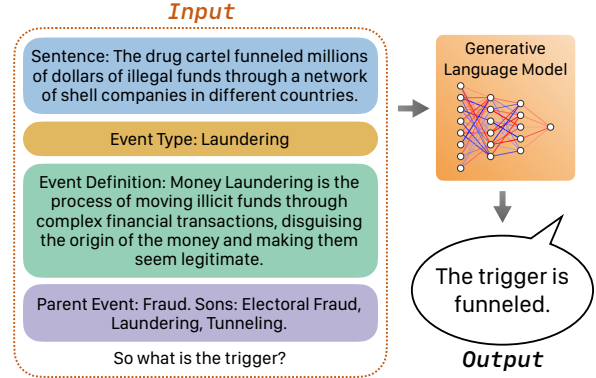 Input
Sentence: The drug cartel funneled millions
of dollars of illegal funds through a network
of shell companies in different countries.
Event Type: Laundering
Event Definition: Money Laundering is the
process of moving illicit funds through
complex financial transactions, disguising
the origin of the money and making them
seem legitimate.
Parent Event: Fraud. Sons: Electoral Fraud,
Laundering, Tunneling.
So what is the trigger?
Generative
Language Model
The trigger is
funneled.
Output